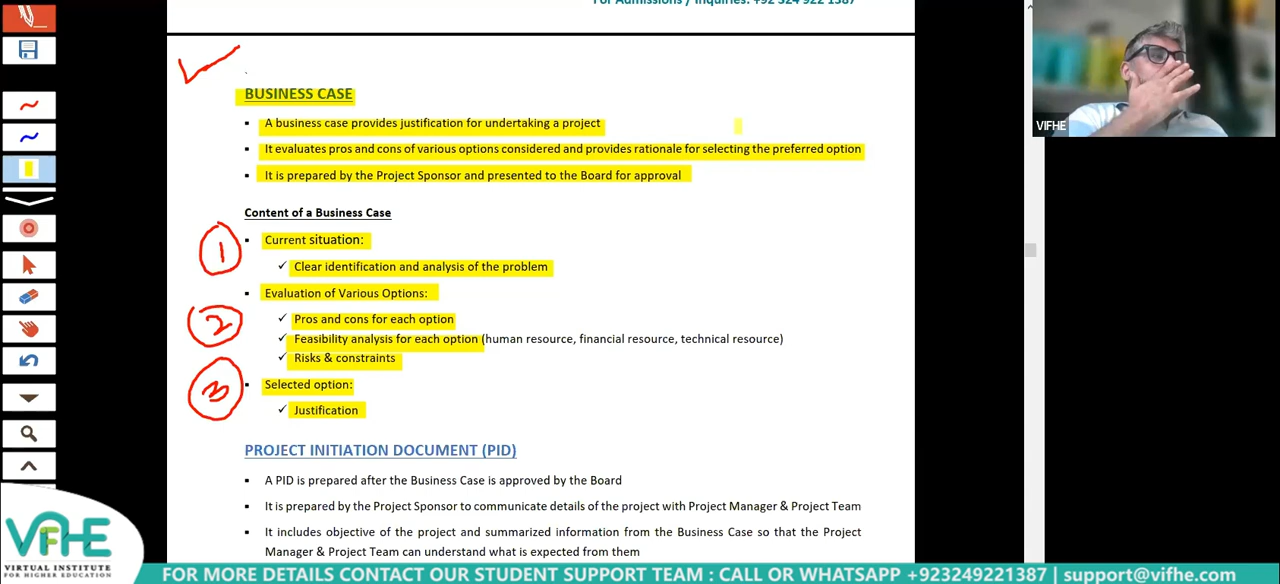 For Admissions / Inquiries: +92 324 922 1387
BUSINESS CASE
▪ A business case provides justification for undertaking a project
▪ It evaluates pros and cons of various options considered and provides rationale for selecting the preferred option
▪ It is prepared by the Project Sponsor and presented to the Board for approval
Content of a Business Case
1
▪ Current situation:
✓ Clear identification and analysis of the problem
▪ Evaluation of Various Options:
2
✓ Pros and cons for each option
✓ Feasibility analysis for each option (human resource, financial resource, technical resource)
✓ Risks & constraints
3
▪ Selected option:
✓ Justification
PROJECT INITIATION DOCUMENT (PID)
▪ A PID is prepared after the Business Case is approved by the Board
▪ It is prepared by the Project Sponsor to communicate details of the project with Project Manager & Project Team
▪ It includes objective of the project and summarized information from the Business Case so that the Project
Manager & Project Team can understand what is expected from them
VIFHE
VIFHE
VIRTUAL INSTITUTE
FOR HIGHER EDUCATION
FOR MORE DETAILS CONTACT OUR STUDENT SUPPORT TEAM : CALL OR WHATSAPP +923249221387 | support@vifhe.com